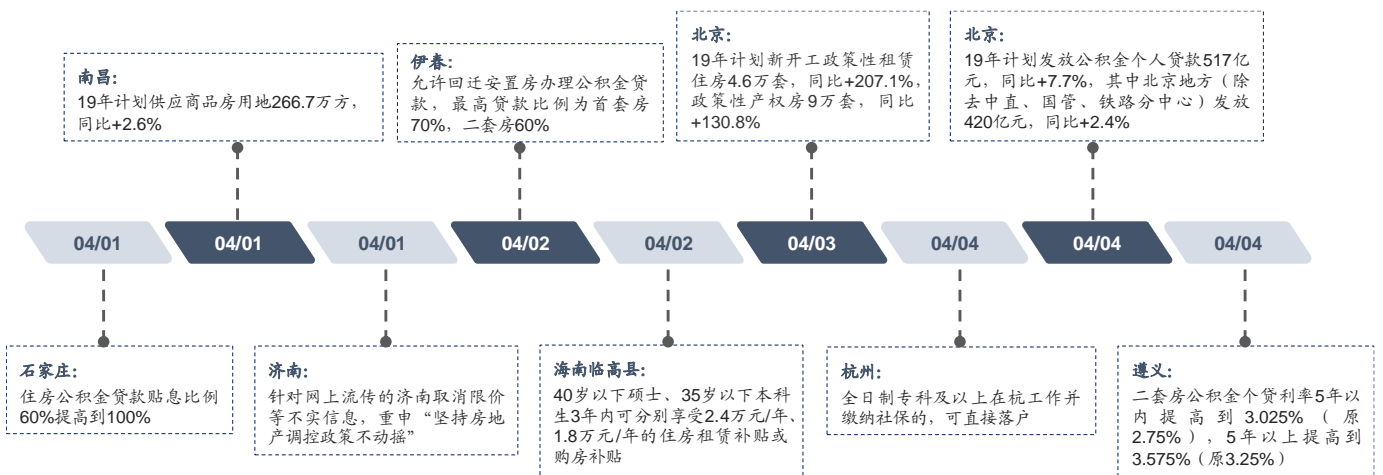 南昌：
19年计划供应商品房用地266.7万方，
同比+2.6%
伊春：
允许回迁安置房办理公积金贷
款，最高贷款比例为首套房
70%，二套房60%
北京：
19年计划新开工政策性租赁
住房4.6万套，同比+207.1%，
政策性产权房9万套，同比
+130.8%
北京：
19年计划发放公积金个人贷款517亿
元，同比+7.7%，其中北京地方（除
去中直、国管、铁路分中心）发放
420亿元，同比+2.4%
04/01
04/01
04/01
04/02
04/02
04/03
04/04
04/04
04/04
石家庄：
住房公积金贷款贴息比例
60%提高到100%
济南：
针对网上流传的济南取消限价
等不实信息，重申“坚持房地
产调控政策不动摇”
海南临高县：
40岁以下硕士、35岁以下本科
生3年内可分别享受2.4万元/年、
1.8万元/年的住房租赁补贴或
购房补贴
杭州：
全日制专科及以上在杭工作并
缴纳社保的，可直接落户
遵义：
二套房公积金个贷利率5年以
内提高到3.025%（原
2.75%），5年以上提高到
3.575%（原3.25%）